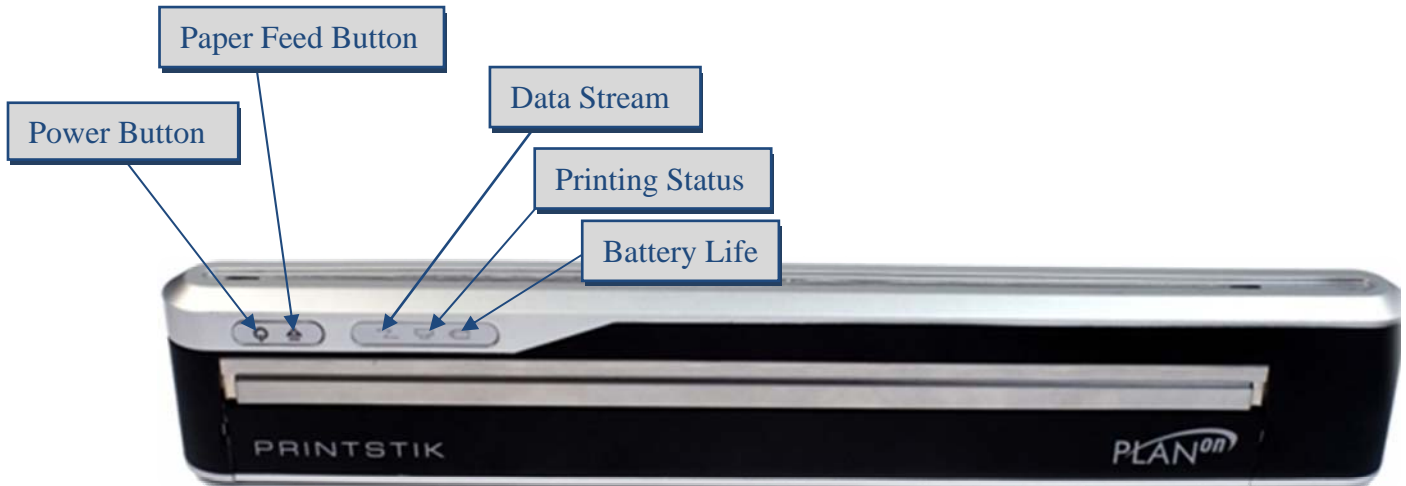 Paper Feed Button
Data Stream
Power Button
Printing Status
Battery Life
PRINTSTIK
PLANon